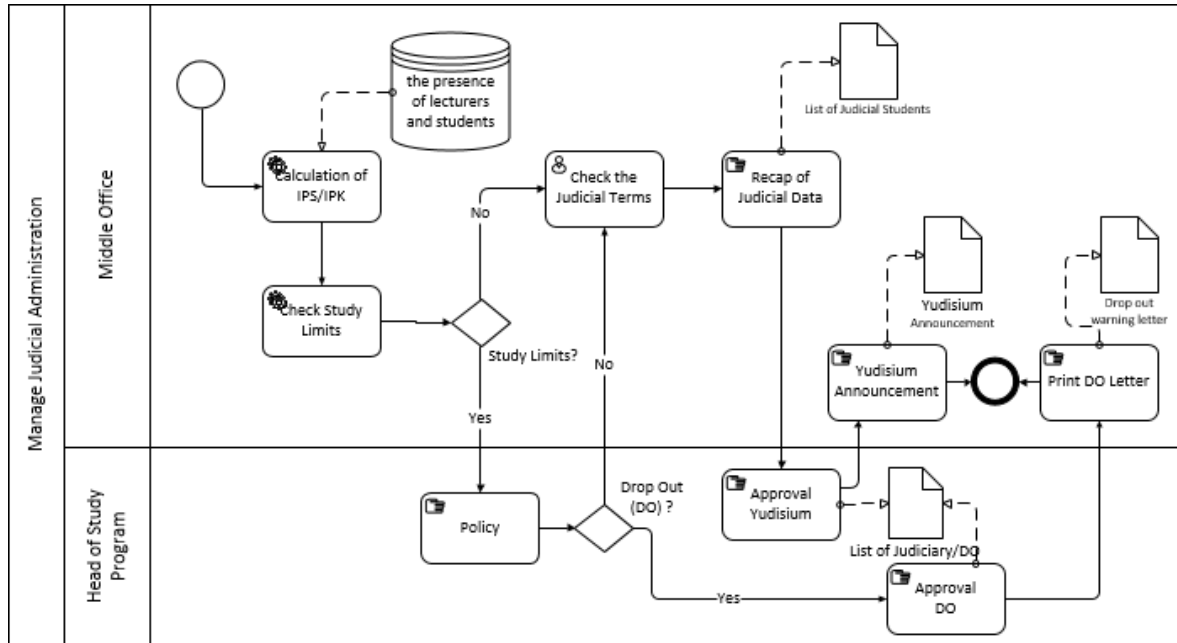 Manage Judicial Administration
Middle Office
the presence
of lecturers
and students
List of Judicial Students
Calculation of
IPS/IPK
No
Check the
Judicial Terms
Recap of
Judicial Data
Check Study
Limits
Study Limits?
No
Yes
Yudisium
Announcement
Drop out
warning letter
Yudisium
Announcement
Print DO Letter
Head of Study
Program
Policy
Drop Out
(DO) ?
Approval
Yudisium
List of Judiciary/DO
Yes
Approval
DO